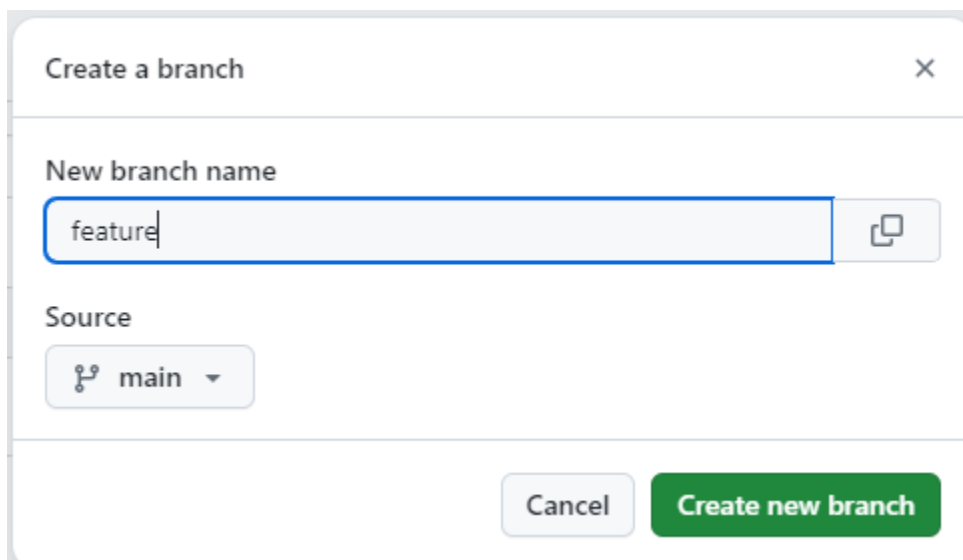 Create a branch
New branch name
feature
Source
main
Cancel
Create new branch